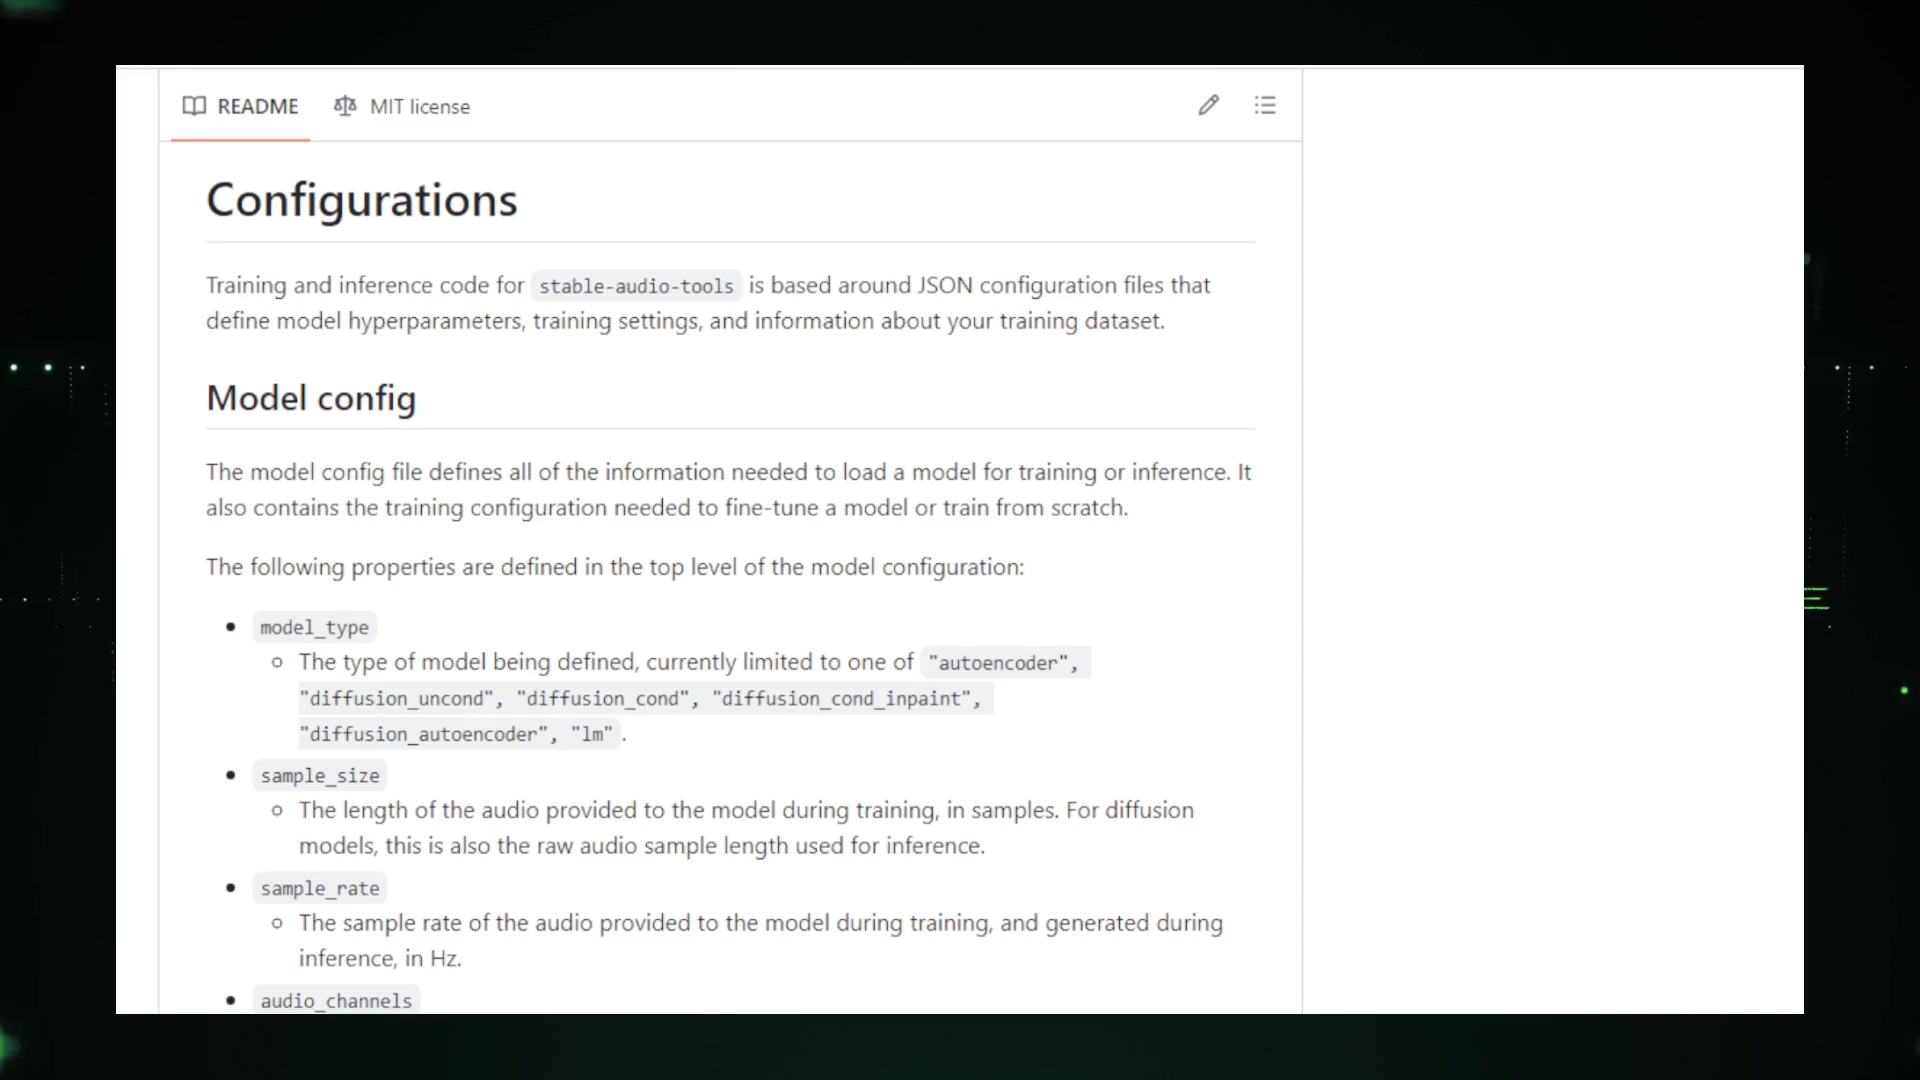 README MIT license
Configurations
Training and inference code for stable-audio-tools is based around JSON configuration files that
define model hyperparameters, training settings, and information about your training dataset.
Model config
The model config file defines all of the information needed to load a model for training or inference. It
also contains the training configuration needed to fine-tune a model or train from scratch.
The following properties are defined in the top level of the model configuration:
model_type
The type of model being defined, currently limited to one of "autoencoder",
"diffusion_uncond", "diffusion_cond", "diffusion_cond_inpaint",
"diffusion_autoencoder", "lm".
sample_size
The length of the audio provided to the model during training, in samples. For diffusion
models, this is also the raw audio sample length used for inference.
sample_rate
The sample rate of the audio provided to the model during training, and generated during
inference, in Hz.
audio_channels